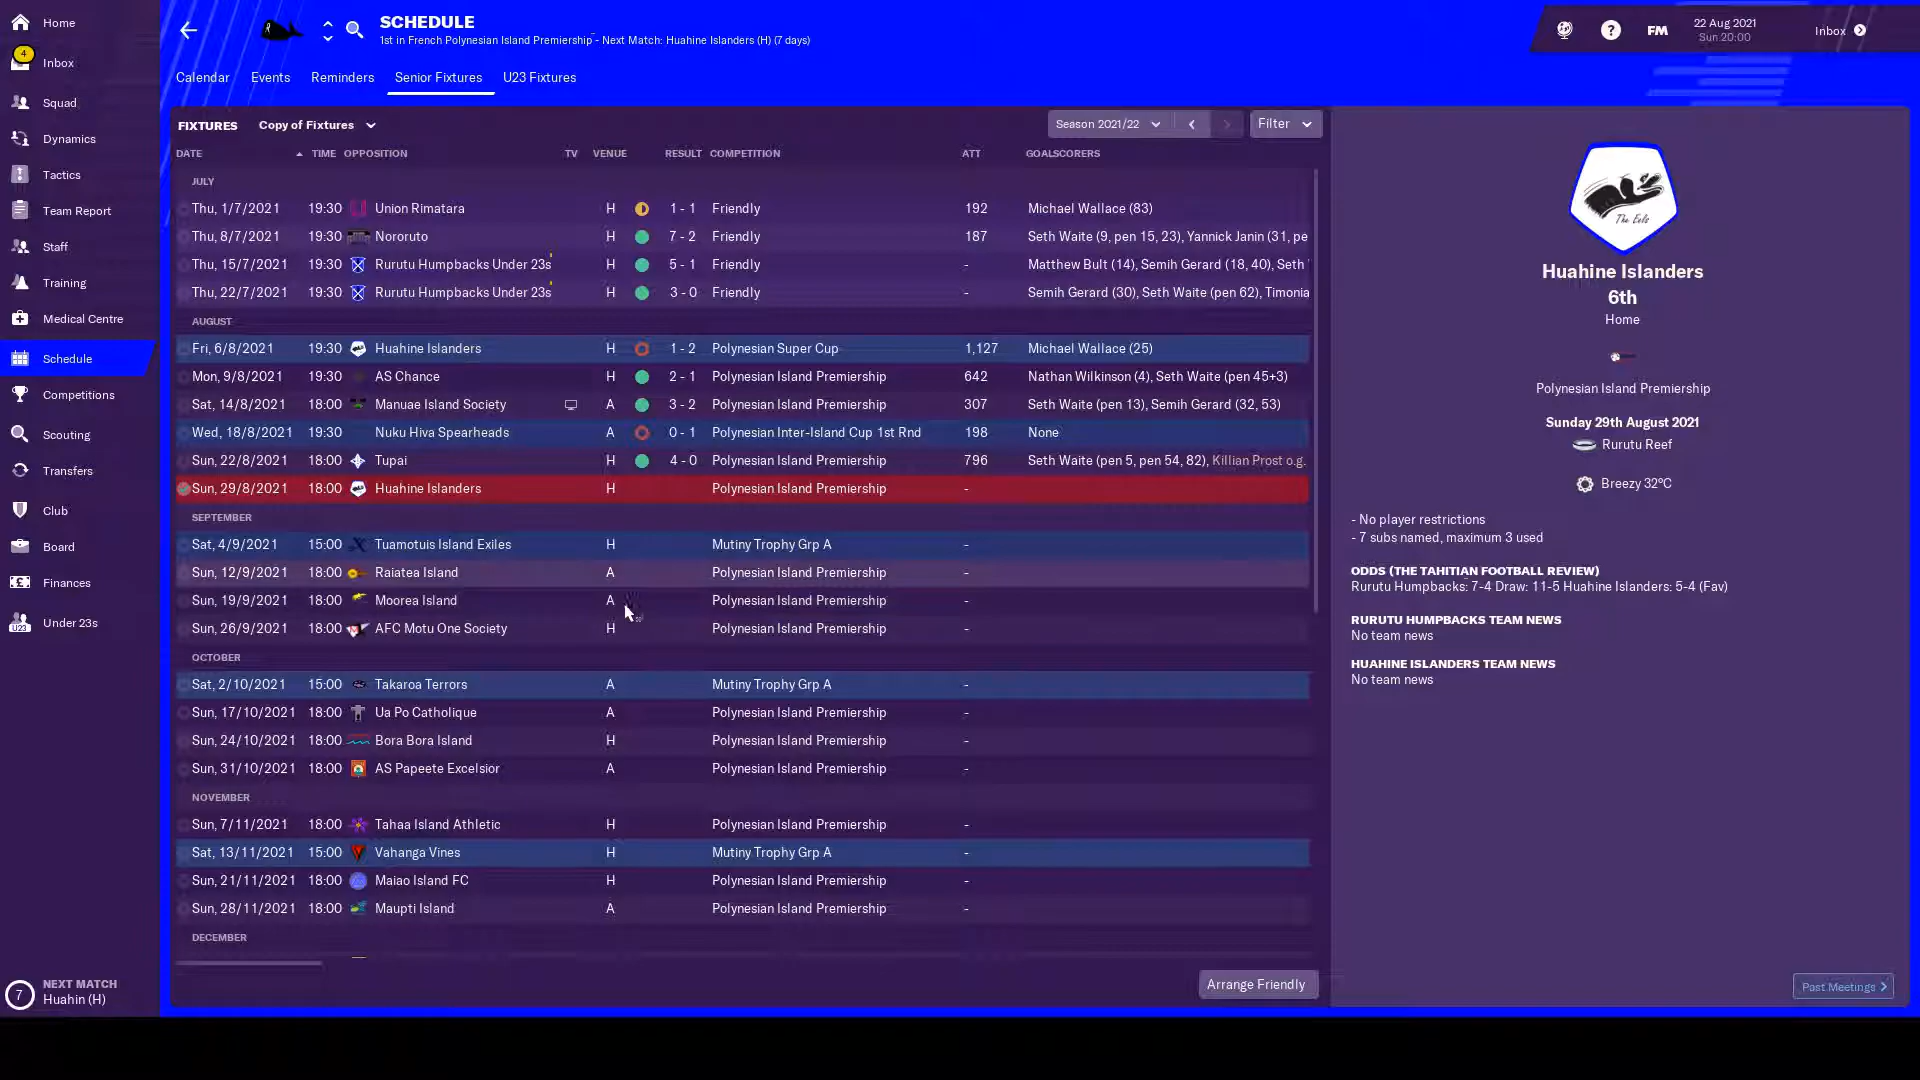 Home
4
Inbox
Squad
Dynamics
Tactics
Team Report
Staff
Training
Medical Centre
Schedule
Competitions
Scouting
Transfers
Club
Board
Finances
U23 Under 23s
7 NEXT MATCH
Huahin (H)
SCHEDULE
1st in French Polynesian Island Premiership - Next Match: Huahine Islanders (H) (7 days)
? FM 22 Aug 2021
Sun 20:00
Inbox
Calendar Events Reminders Senior Fixtures U23 Fixtures
FIXTURES Copy of Fixtures Season 2021/22 Filter
DATE TIME OPPOSITION TV VENUE RESULT COMPETITION ATT GOALSCORERS
JULY
Thu, 1/7/2021 19:30 Union Rimatara H 1 - 1 Friendly 192 Michael Wallace (83)
Thu, 8/7/2021 19:30 Nororuto H 7 - 2 Friendly 187 Seth Waite (9, pen 15, 23), Yannick Janin (31, pe
Thu, 15/7/2021 19:30 Rurutu Humpbacks Under 23s H 5 - 1 Friendly - Matthew Bult (14), Semih Gerard (18, 40), Seth
Thu, 22/7/2021 19:30 Rurutu Humpbacks Under 23s H 3 - 0 Friendly - Semih Gerard (30), Seth Waite (pen 62), Timonia
AUGUST
Fri, 6/8/2021 19:30 Huahine Islanders H 1 - 2 Polynesian Super Cup 1,127 Michael Wallace (25)
Mon, 9/8/2021 19:30 AS Chance H 2 - 1 Polynesian Island Premiership 642 Nathan Wilkinson (4), Seth Waite (pen 45+3)
Sat, 14/8/2021 18:00 Manuae Island Society A 3 - 2 Polynesian Island Premiership 307 Seth Waite (pen 13), Semih Gerard (32, 53)
Wed, 18/8/2021 19:30 Nuku Hiva Spearheads A 0 - 1 Polynesian Inter-Island Cup 1st Rnd 198 None
Sun, 22/8/2021 18:00 Tupai H 4 - 0 Polynesian Island Premiership 796 Seth Waite (pen 5, pen 54, 82), Killian Prost o.g.
Sun, 29/8/2021 18:00 Huahine Islanders H Polynesian Island Premiership -
SEPTEMBER
Sat, 4/9/2021 15:00 Tuamotuis Island Exiles H Mutiny Trophy Grp A -
Sun, 12/9/2021 18:00 Raiatea Island A Polynesian Island Premiership -
Sun, 19/9/2021 18:00 Moorea Island A Polynesian Island Premiership -
Sun, 26/9/2021 18:00 AFC Motu One Society H Polynesian Island Premiership -
OCTOBER
Sat, 2/10/2021 15:00 Takaroa Terrors A Mutiny Trophy Grp A -
Sun, 17/10/2021 18:00 Ua Po Catholique A Polynesian Island Premiership -
Sun, 24/10/2021 18:00 Bora Bora Island H Polynesian Island Premiership -
Sun, 31/10/2021 18:00 AS Papeete Excelsior A Polynesian Island Premiership -
NOVEMBER
Sun, 7/11/2021 18:00 Tahaa Island Athletic H Polynesian Island Premiership -
Sat, 13/11/2021 15:00 Vahanga Vines H Mutiny Trophy Grp A -
Sun, 21/11/2021 18:00 Maiao Island FC H Polynesian Island Premiership -
Sun, 28/11/2021 18:00 Maupti Island A Polynesian Island Premiership -
DECEMBER
Arrange Friendly
The Eels
Huahine Islanders
6th
Home
Polynesian Island Premiership
Sunday 29th August 2021
Rurutu Reef
Breezy 32ºC
- No player restrictions
- 7 subs named, maximum 3 used
ODDS (THE TAHITIAN FOOTBALL REVIEW)
Rurutu Humpbacks: 7-4 Draw: 11-5 Huahine Islanders: 5-4 (Fav)
RURUTU HUMPBACKS TEAM NEWS
No team news
HUAHINE ISLANDERS TEAM NEWS
No team news
Past Meetings